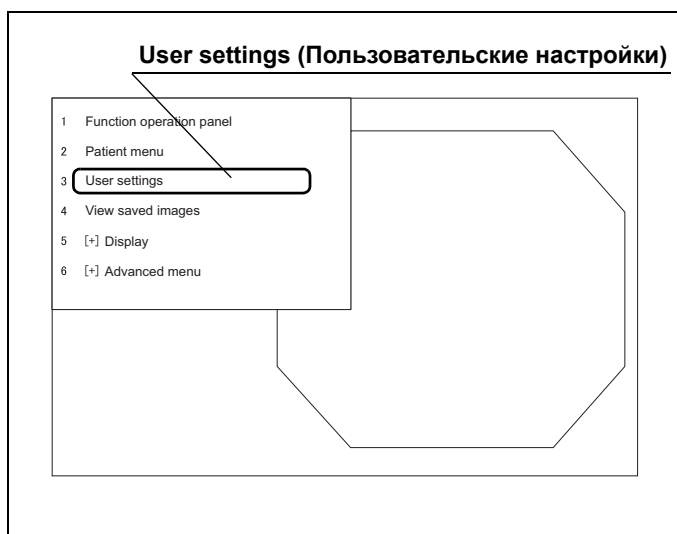 User settings (Пользовательские настройки)
1 Function operation panel
2 Patient menu
3 User settings
4 View saved images
5 [+] Display
6 [+] Advanced menu